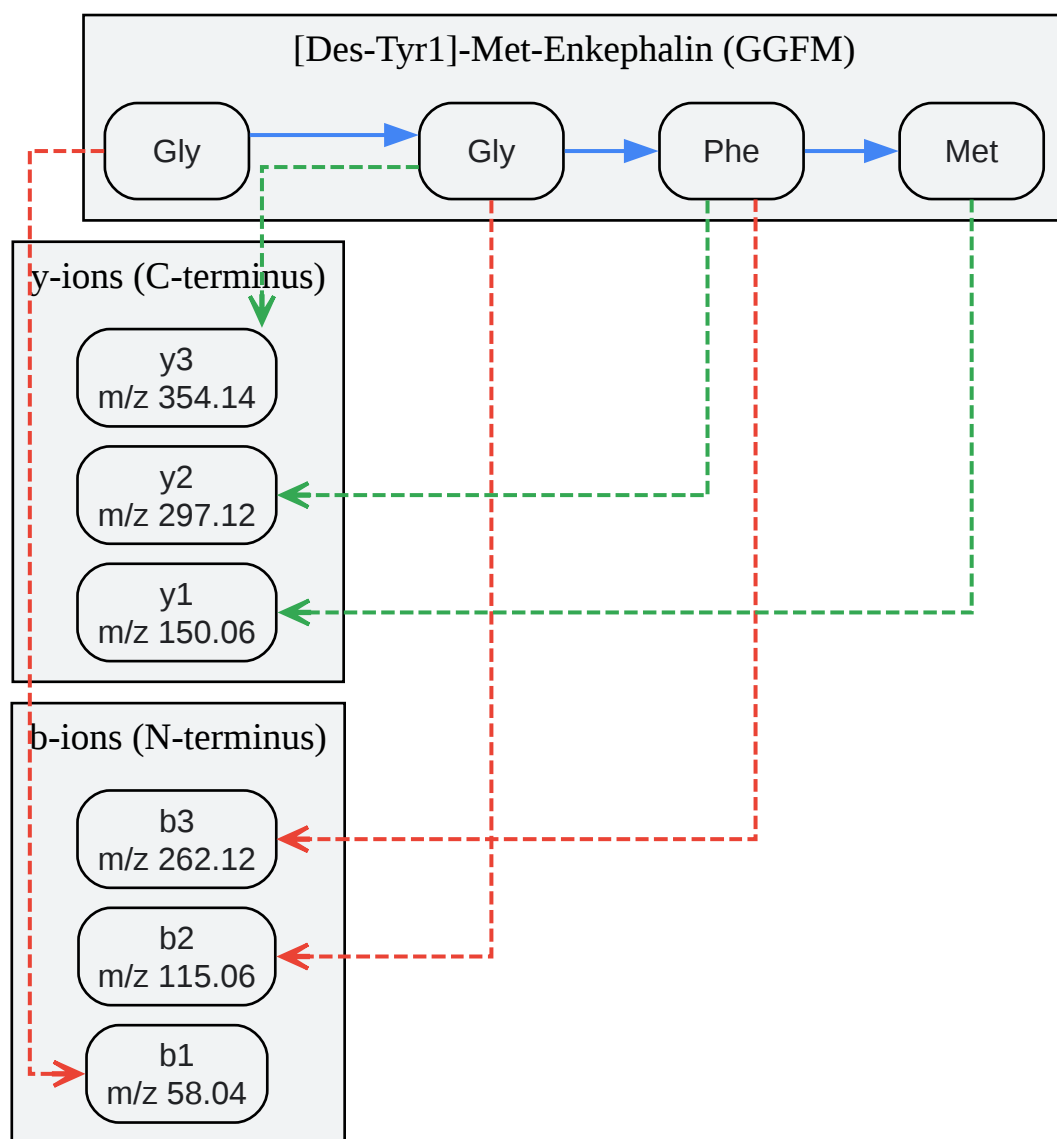 [Des-Tyr1]-Met-Enkephalin (GGFM)
Gly
Gly
Phe
Met
y-ions (C-terminus)
y3
m/z 354.14
y2
m/z 297.12
y1
m/z 150.06
b-ions (N-terminus)
b3
m/z 262.12
b2
m/z 115.06
b1
m/z 58.04